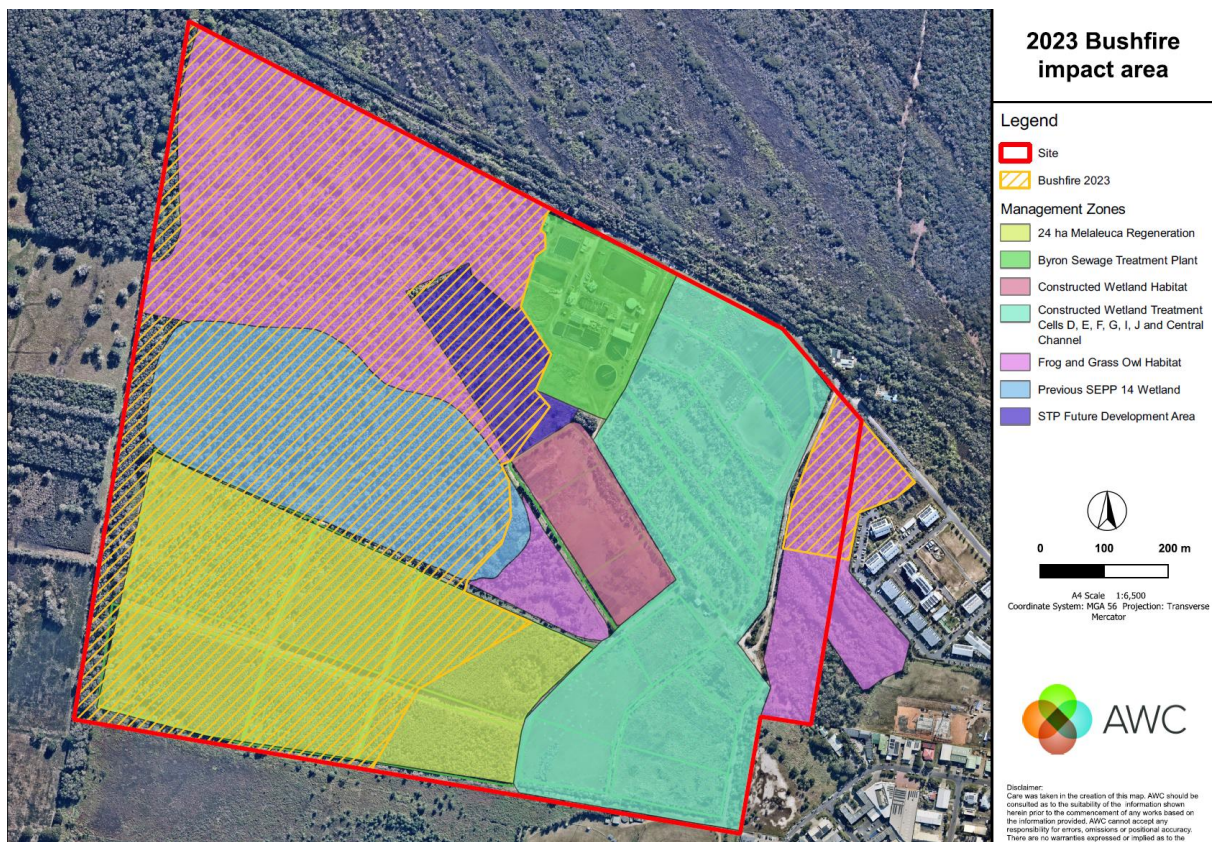 2023 Bushfire
impact area
Legend
Site
Bushfire 2023
Management Zones
24 ha Melaleuca Regeneration
Byron Sewage Treatment Plant
Constructed Wetland Habitat
Constructed Wetland Treatment
Cells D, E, F, G, I, J and Central
Channel
Frog and Grass Owl Habitat
Previous SEPP 14 Wetland
STP Future Development Area
0 100 200 m
A4 Scale 1:6,500
Coordinate System: MGA 56 Projection: Transverse
Mercator
AWC
Disclaimer:
Care was taken in the creation of this map. AWC should be
consulted as to the suitability of the information shown
herein prior to the commencement of any works based on
the information provided. AWC cannot accept any
responsibility for errors, omissions or positional accuracy.
There are no warranties expressed or implied as to the